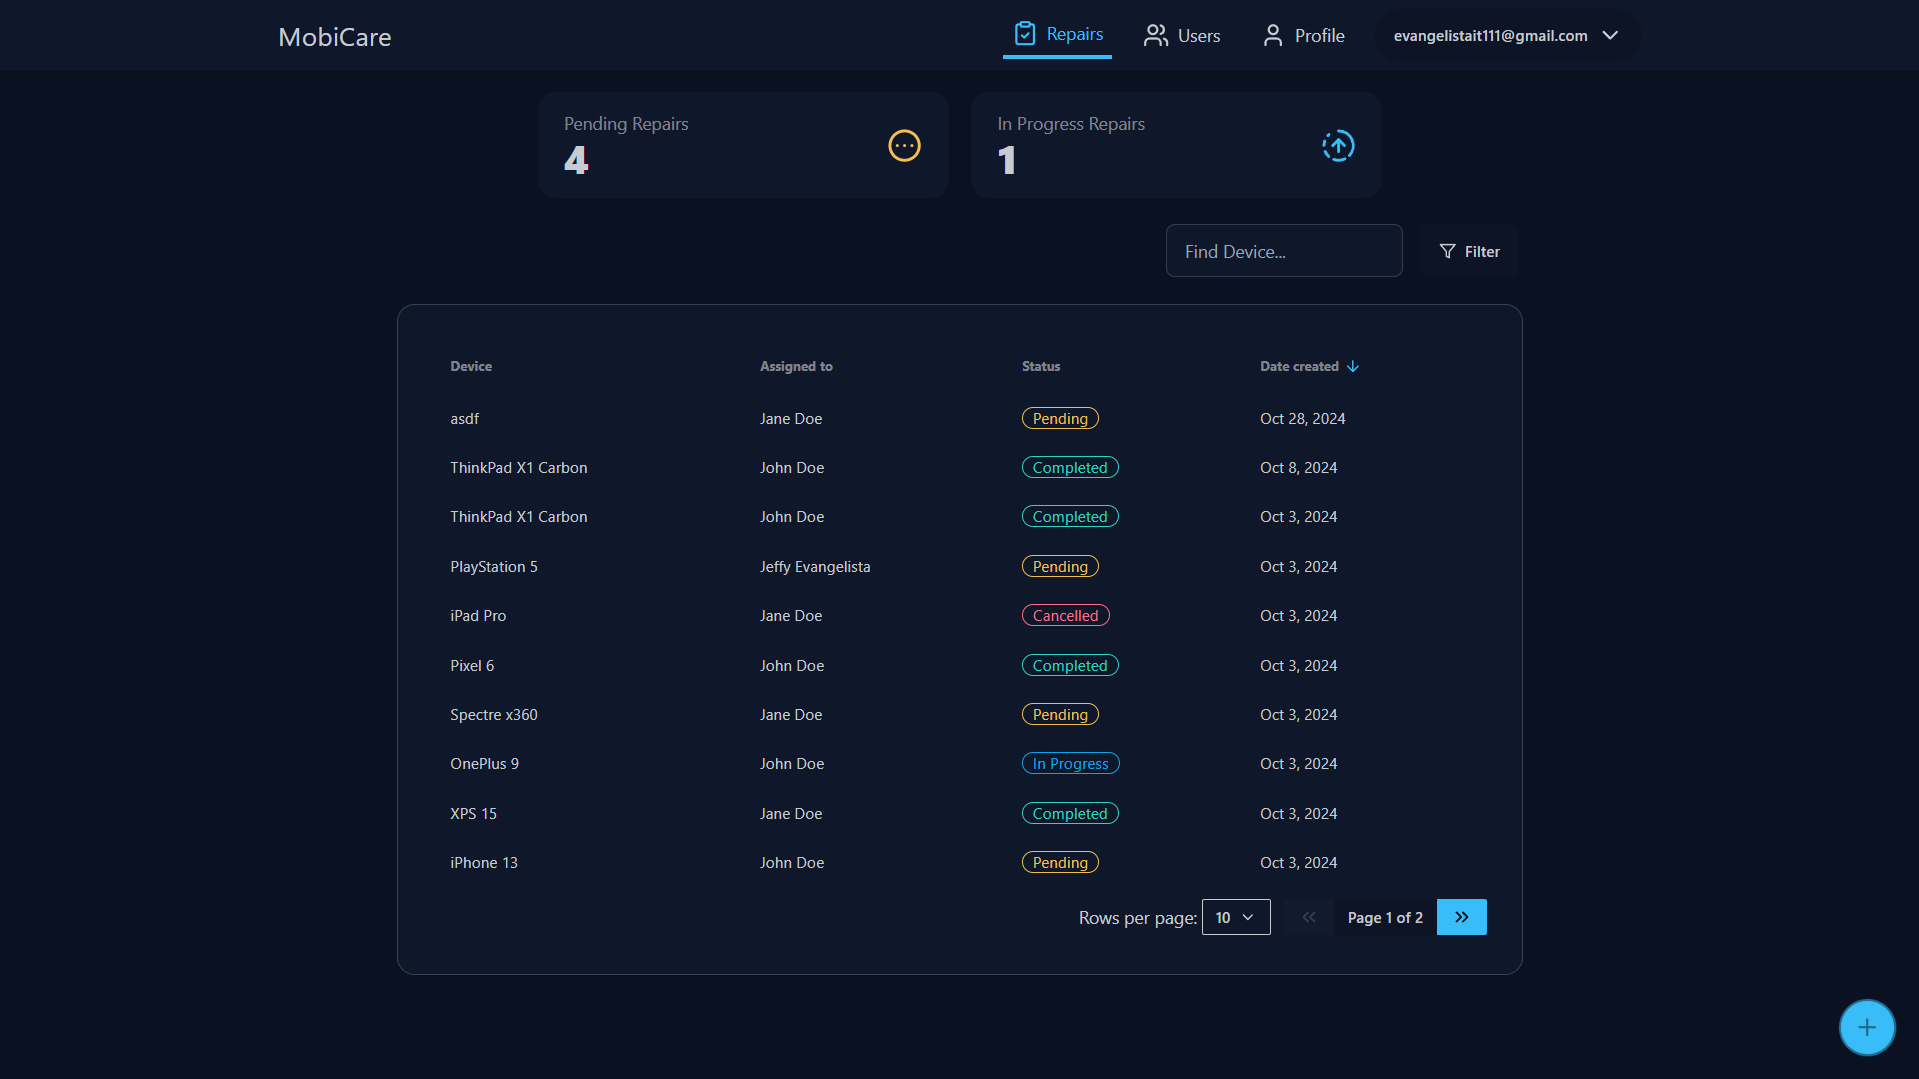 MobiCare
Repairs
Users
Profile
evangelistait111@gmail.com
Pending Repairs
4
In Progress Repairs
1
Find Device...
Filter
Device Assigned to Status Date created
asdf Jane Doe Pending Oct 28, 2024
ThinkPad X1 Carbon John Doe Completed Oct 8, 2024
ThinkPad X1 Carbon John Doe Completed Oct 3, 2024
PlayStation 5 Jeffy Evangelista Pending Oct 3, 2024
iPad Pro Jane Doe Cancelled Oct 3, 2024
Pixel 6 John Doe Completed Oct 3, 2024
Spectre x360 Jane Doe Pending Oct 3, 2024
OnePlus 9 John Doe In Progress Oct 3, 2024
XPS 15 Jane Doe Completed Oct 3, 2024
iPhone 13 John Doe Pending Oct 3, 2024
Rows per page: 10 Page 1 of 2